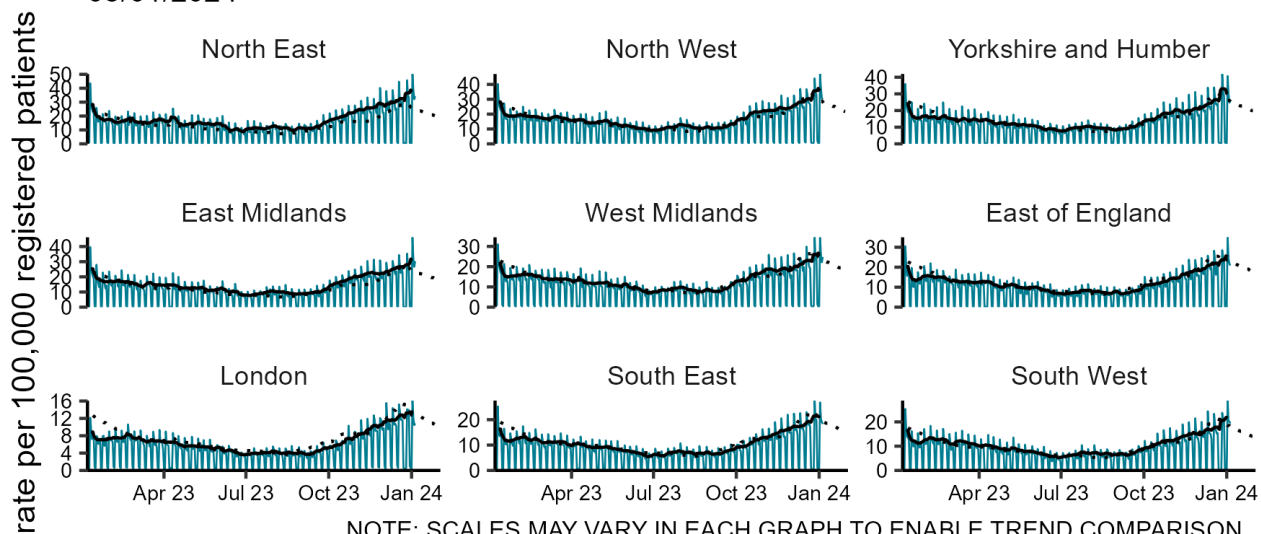 rate per 100,000 registered patients
North East
North West
Yorkshire and Humber
50
40
30
20
10
0
40
30
20
10
0
40
30
20
10
0
East Midlands
West Midlands
East of England
40
30
20
10
0
30
20
10
0
30
20
10
0
London
South East
South West
16
12
8
4
0
20
10
0
20
10
0
Apr 23 Jul 23 Oct 23 Jan 24
Apr 23 Jul 23 Oct 23 Jan 24
Apr 23 Jul 23 Oct 23 Jan 24
NOTE: SCALES MAY VARY IN EACH GRAPH TO ENABLE TREND COMPARISON